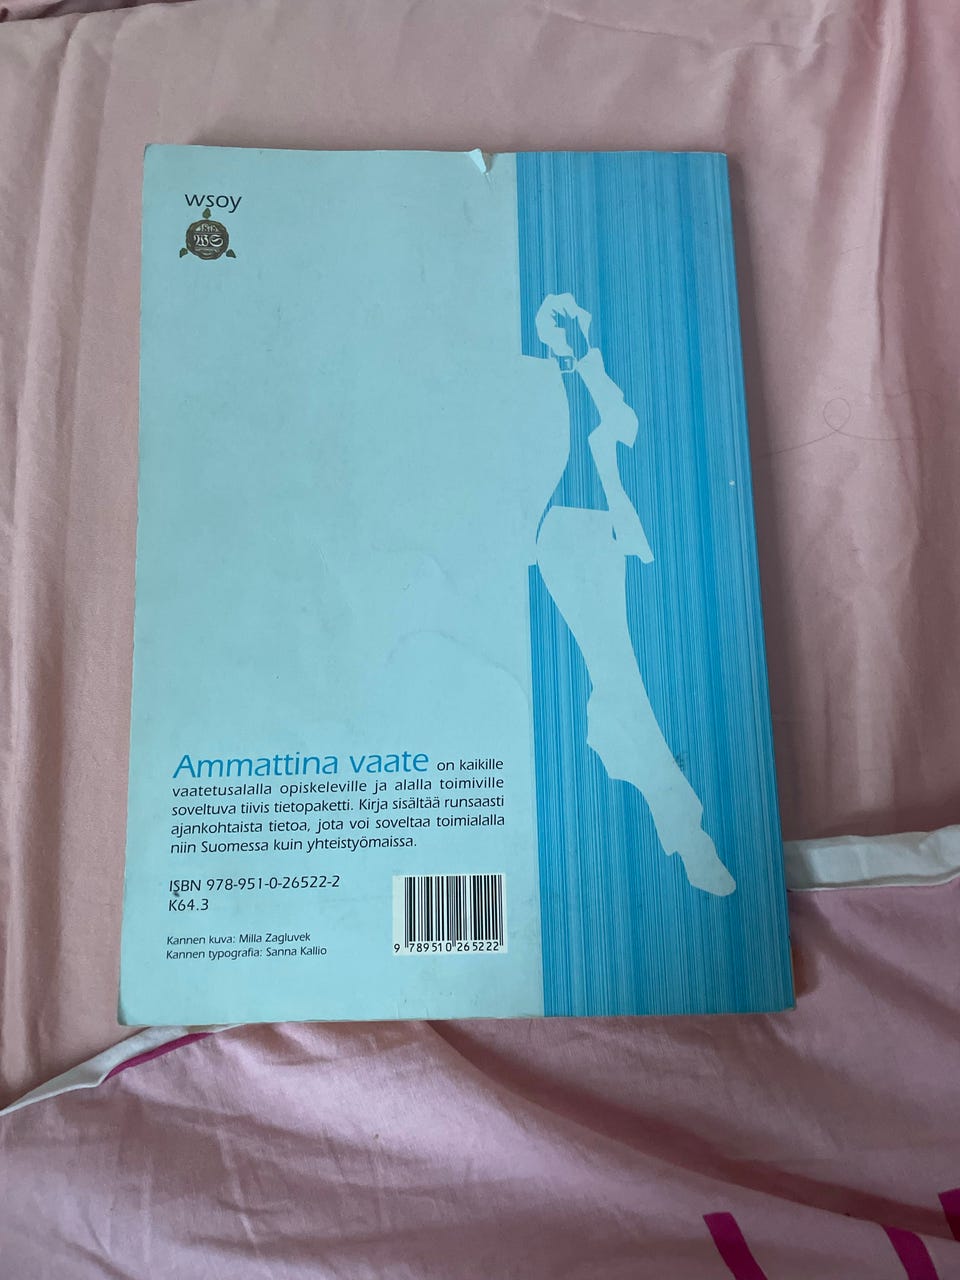 wsoy
1878
WS
Ammattina vaate on kaikille
vaatetusalalla opiskeleville ja alalla toimiville
soveltuva tiivis tietopaketti. Kirja sisältää runsaasti
ajankohtaista tietoa, jota voi soveltaa toimialalla
niin Suomessa kuin yhteistyömaissa.
ISBN 978-951-0-26522-2
K64.3
Kannen kuva: Milla Zagluvek
Kannen typografia: Sanna Kallio
9 789510 265222